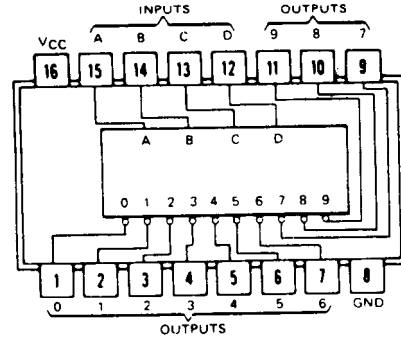 INPUTS OUTPUTS
VCC A B C D 9 8 7
16 15 14 13 12 11 10 9
A B C D
0 1 2 3 4 5 6 7 8 9
1 2 3 4 5 6 7 8
0 1 2 3 4 5 6 GND
OUTPUTS